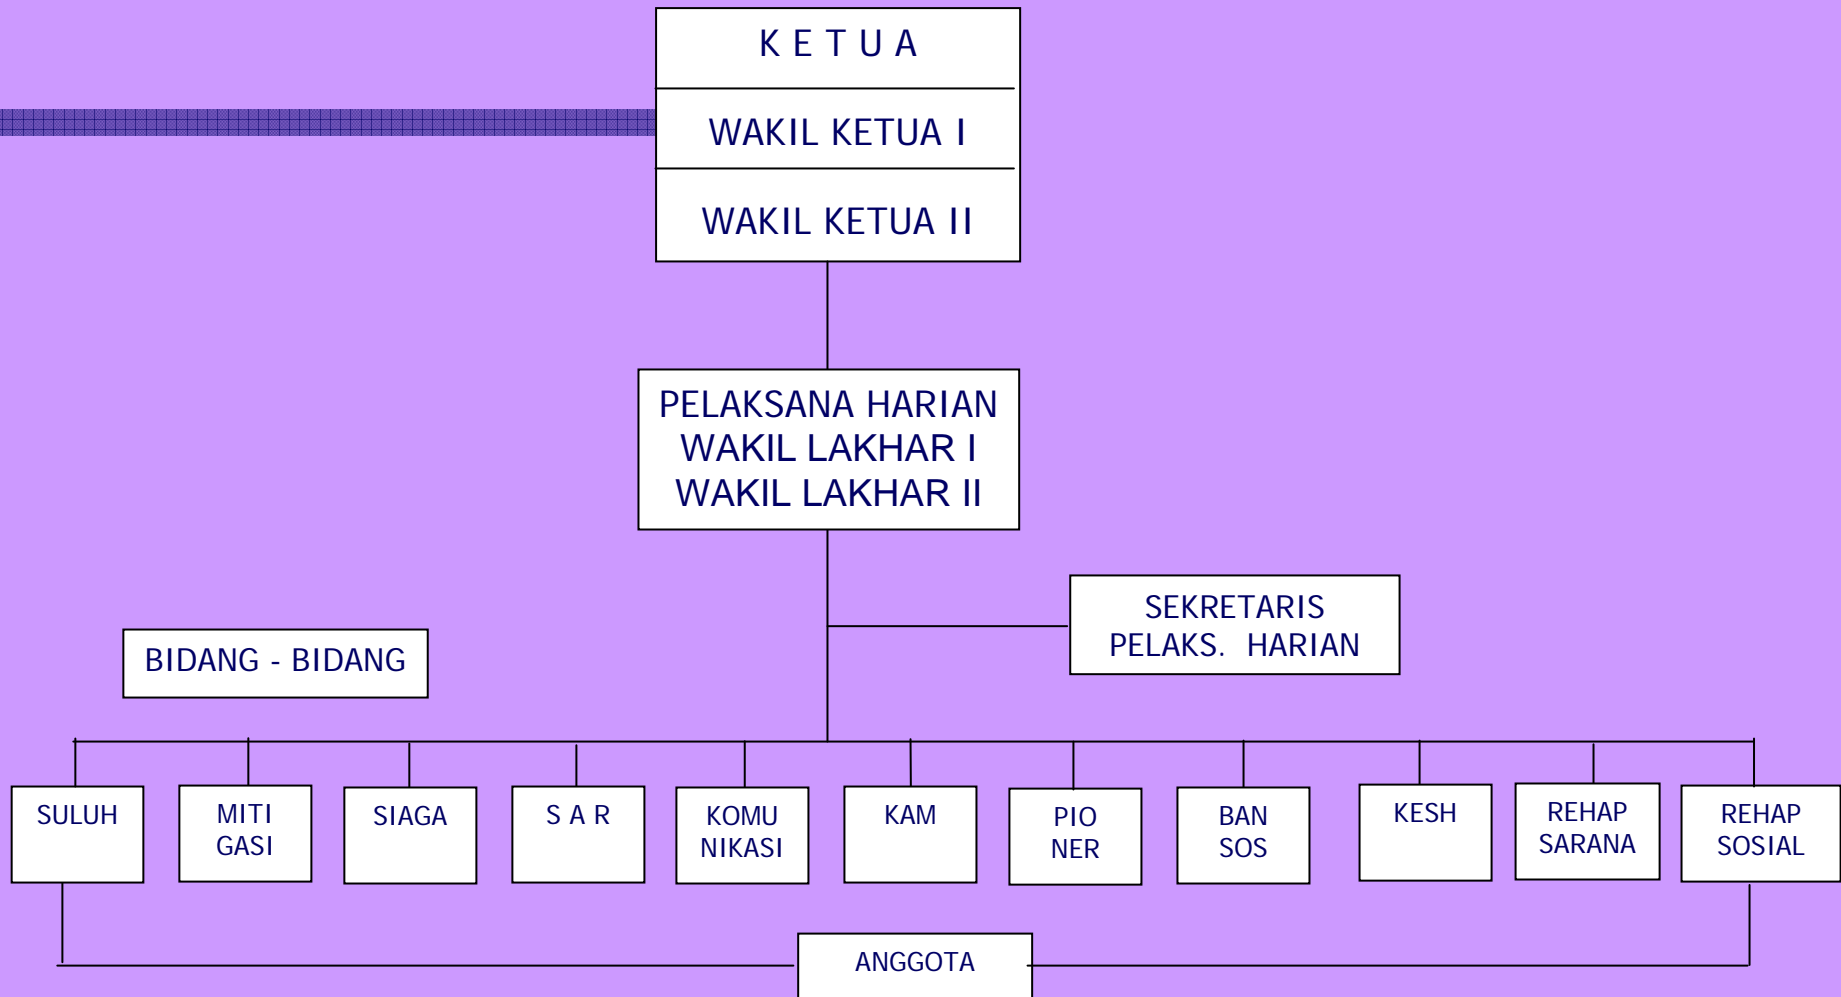 K E T U A
WAKIL KETUA I
WAKIL KETUA II
PELAKSANA HARIAN
WAKIL LAKHAR I
WAKIL LAKHAR II
SEKRETARIS
PELAKS. HARIAN
BIDANG - BIDANG
SULUH
MITI
GASI
SIAGA
S A R
KOMU
NIKASI
KAM
PIO
NER
BAN
SOS
KESH
REHAP
SARANA
REHAP
SOSIAL
ANGGOTA